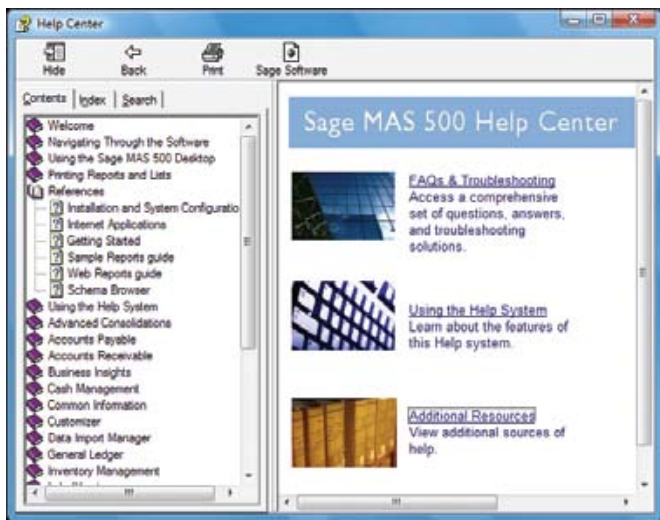 Help Center
Hide Back Print Sage Software
Contents Index Search
Welcome
Navigating Through the Software
Using the Sage MAS 500 Desktop
Printing Reports and Lists
References
Installation and System Configuratio
Internet Applications
Getting Started
Sample Reports guide
Web Reports guide
Schema Browser
Using the Help System
Advanced Consolidations
Accounts Payable
Accounts Receivable
Business Insights
Cash Management
Common Information
Customizer
Data Import Manager
General Ledger
Inventory Management
Sage MAS 500 Help Center
FAQs & Troubleshooting
Access a comprehensive
set of questions, answers,
and troubleshooting
solutions.
Using the Help System
Learn about the features of
this Help system.
Additional Resources
View additional sources of
help.